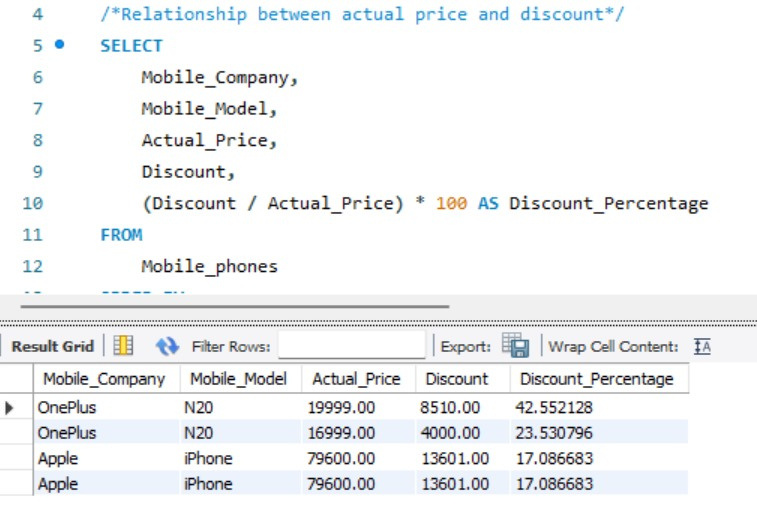 4 /*Relationship between actual price and discount*/
5 SELECT
6 Mobile_Company,
7 Mobile_Model,
8 Actual_Price,
9 Discount,
10 (Discount / Actual_Price) * 100 AS Discount_Percentage
11 FROM
12 Mobile_phones
Result Grid Filter Rows: Export: Wrap Cell Content: IA
Mobile_Company Mobile_Model Actual_Price Discount Discount_Percentage
OnePlus N20 19999.00 8510.00 42.552128
OnePlus N20 16999.00 4000.00 23.530796
Apple iPhone 79600.00 13601.00 17.086683
Apple iPhone 79600.00 13601.00 17.086683